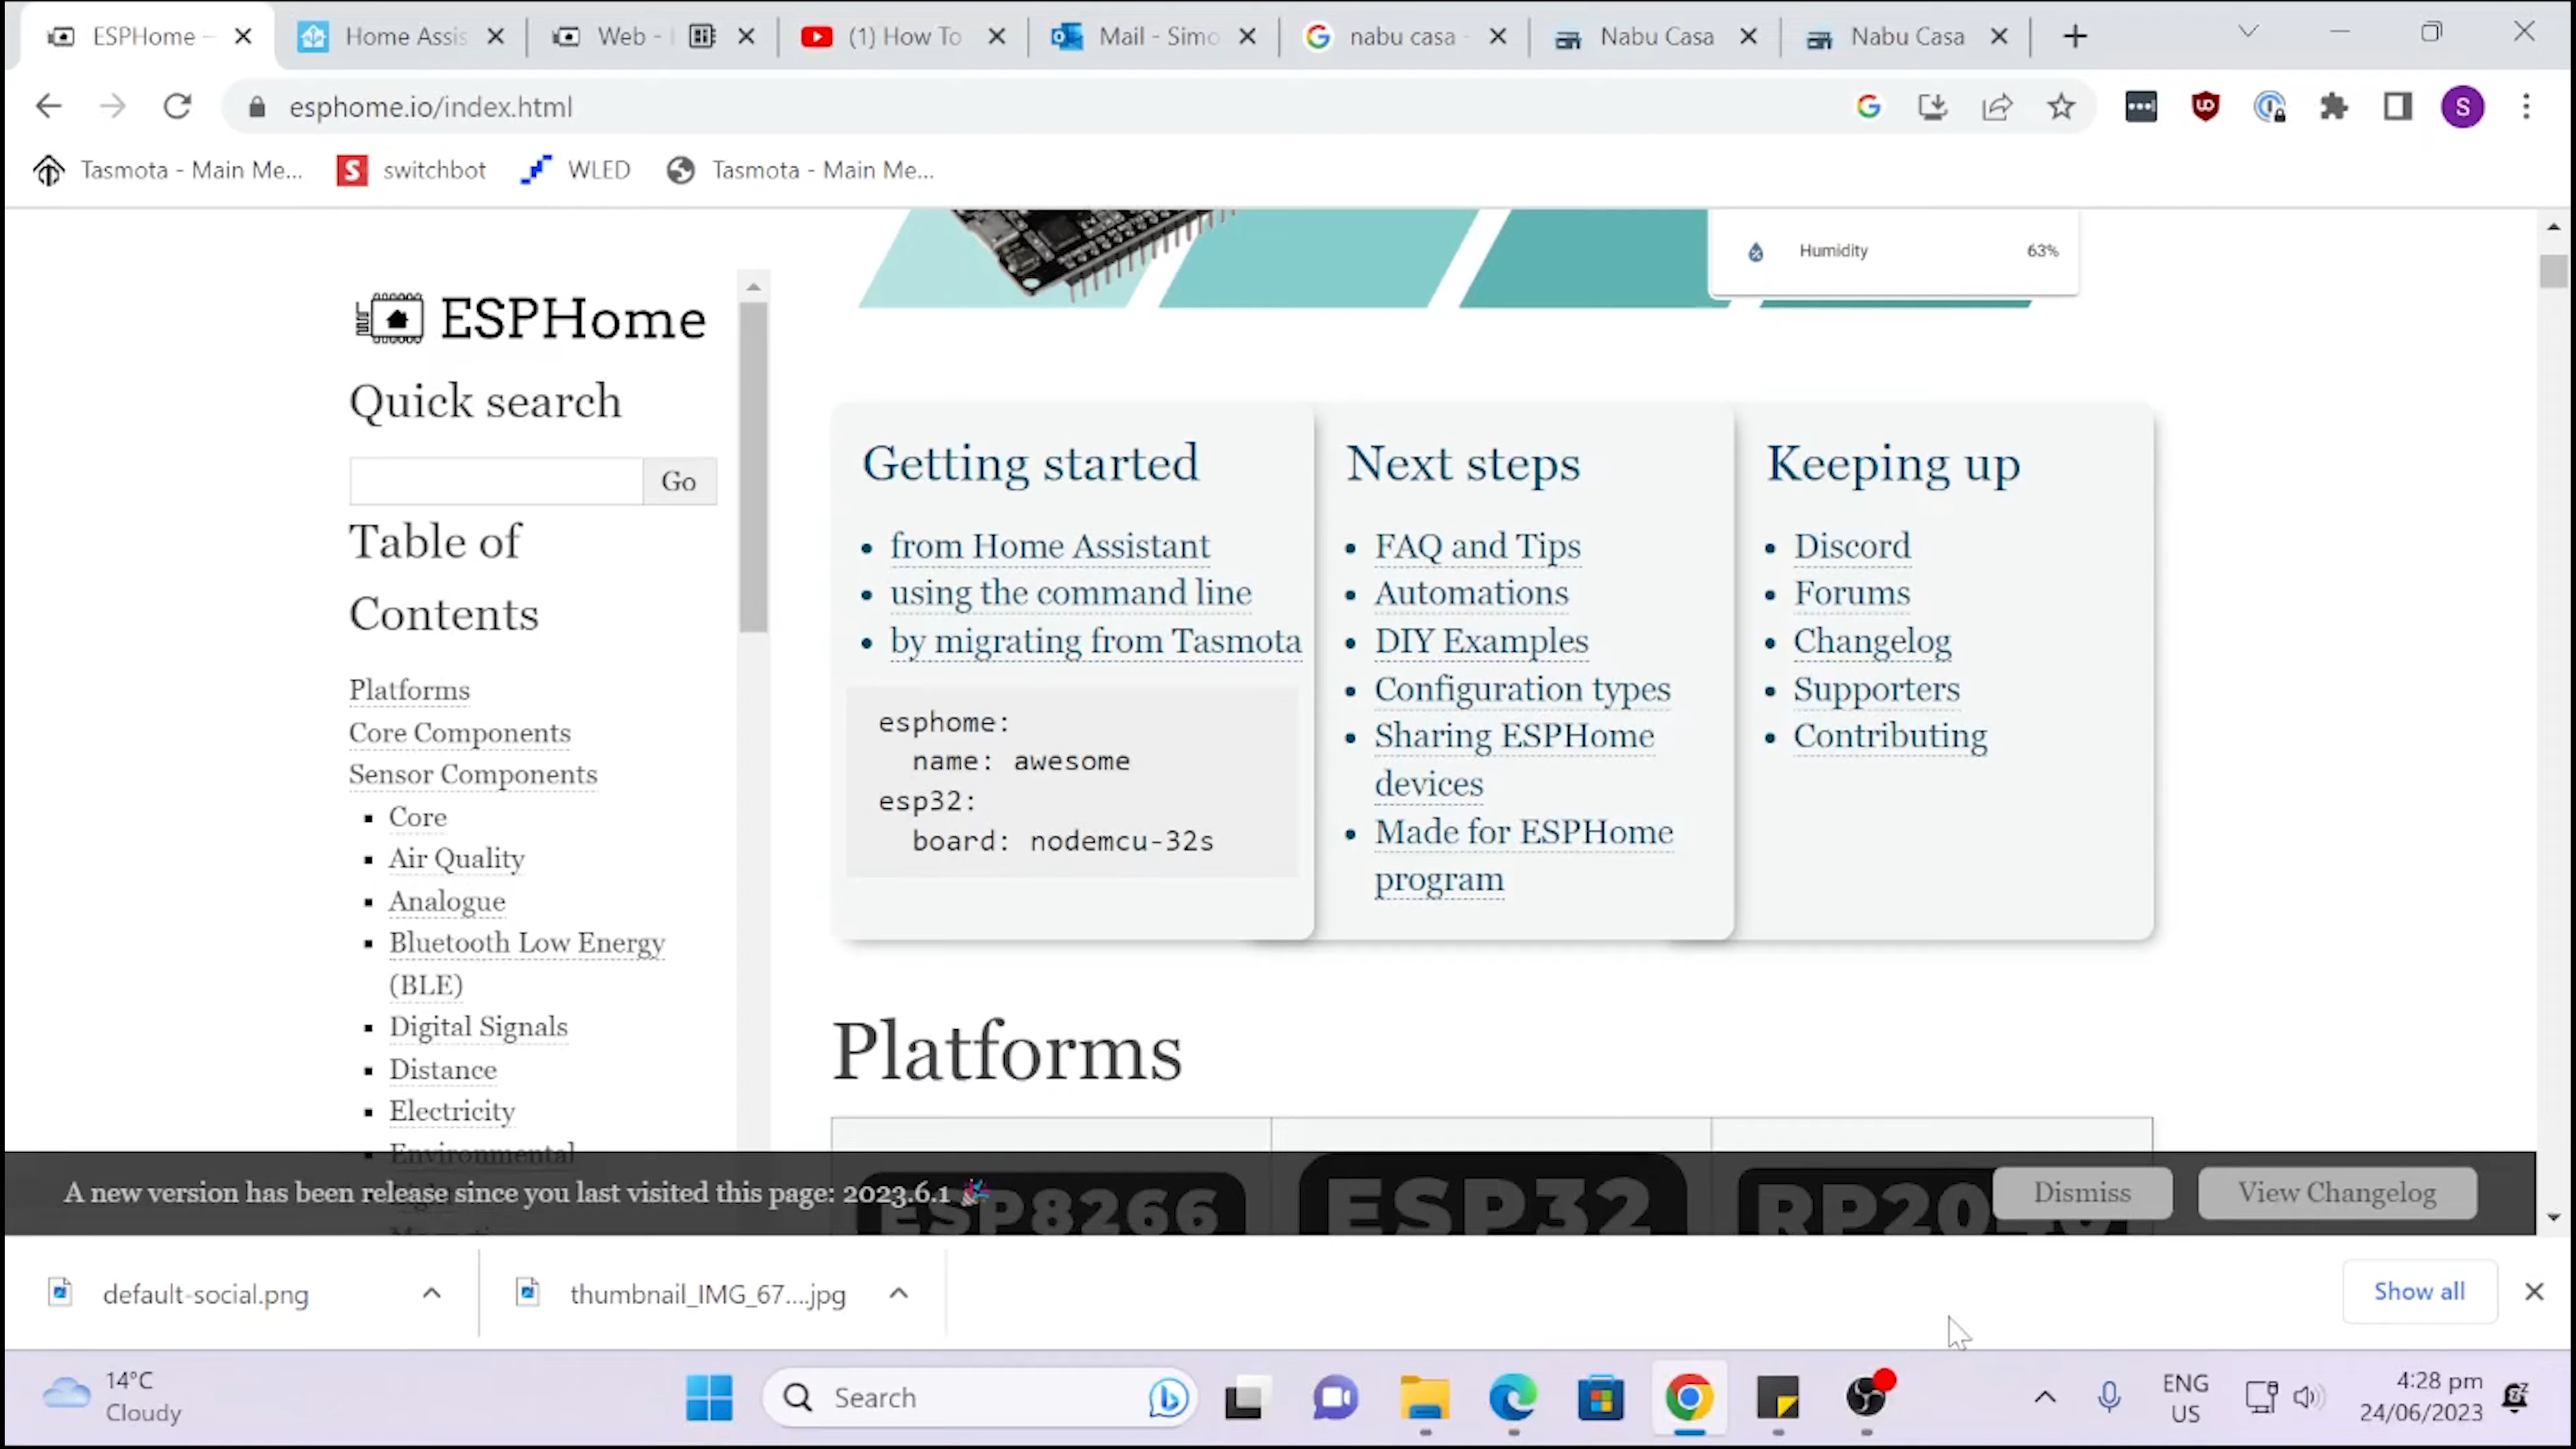 ESPHome –
Home Assis
Web -
(1) How To
Mail - Simo
nabu casa -
Nabu Casa
Nabu Casa
esphome.io/index.html
S
Tasmota - Main Me...
switchbot
WLED
Tasmota - Main Me...
Humidity 63%
ESPHome
Quick search
Go
Table of
Contents
Platforms
Core Components
Sensor Components
Core
Air Quality
Analogue
Bluetooth Low Energy
(BLE)
Digital Signals
Distance
Electricity
Environmental
Getting started
from Home Assistant
using the command line
by migrating from Tasmota
esphome:
name: awesome
esp32:
board: nodemcu-32s
Next steps
FAQ and Tips
Automations
DIY Examples
Configuration types
Sharing ESPHome
devices
Made for ESPHome
program
Keeping up
Discord
Forums
Changelog
Supporters
Contributing
Platforms
ESP8266
ESP32
A new version has been release since you last visited this page: 2023.6.1
Dismiss
View Changelog
default-social.png
thumbnail_IMG_67....jpg
Show all
14°C
Cloudy
Search
ENG
US
4:28 pm
24/06/2023